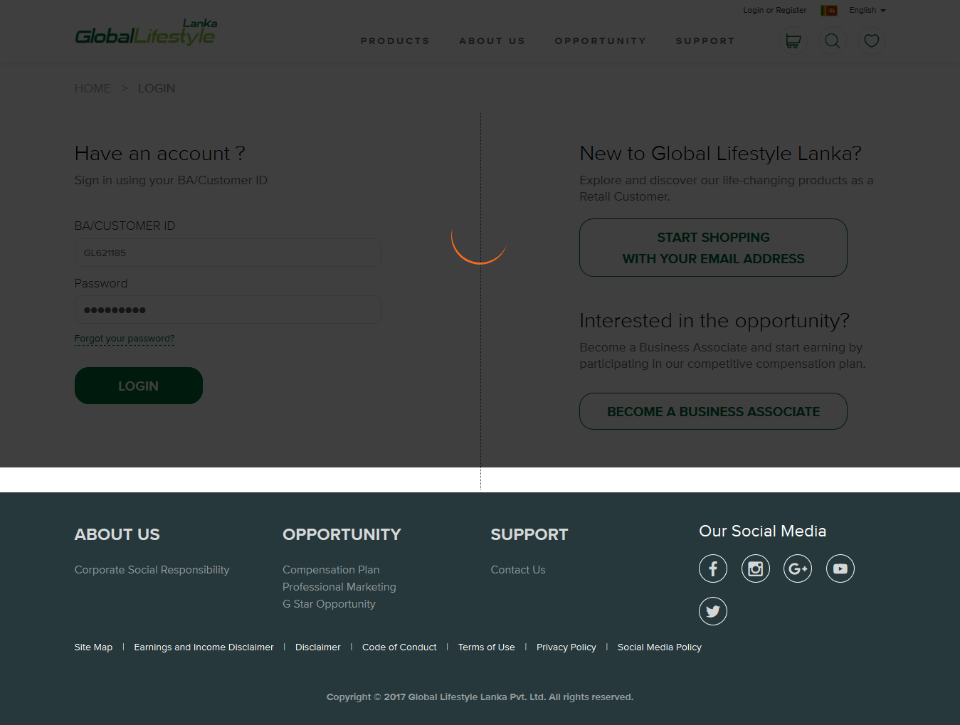 Login or Register
English
Lanka
GlobalLifestyle
PRODUCTS
ABOUT US
OPPORTUNITY
SUPPORT
HOME > LOGIN
Have an account ?
Sign in using your BA/Customer ID
BA/CUSTOMER ID
GL621185
Password
●●●●●●●●●
Forgot your password?
LOGIN
New to Global Lifestyle Lanka?
Explore and discover our life-changing products as a
Retail Customer.
START SHOPPING
WITH YOUR EMAIL ADDRESS
Interested in the opportunity?
Become a Business Associate and start earning by
participating in our competitive compensation plan.
BECOME A BUSINESS ASSOCIATE
ABOUT US
Corporate Social Responsibility
OPPORTUNITY
Compensation Plan
Professional Marketing
G Star Opportunity
SUPPORT
Contact Us
Our Social Media
Site Map | Earnings and Income Disclaimer | Disclaimer | Code of Conduct | Terms of Use | Privacy Policy | Social Media Policy
Copyright © 2017 Global Lifestyle Lanka Pvt. Ltd. All rights reserved.